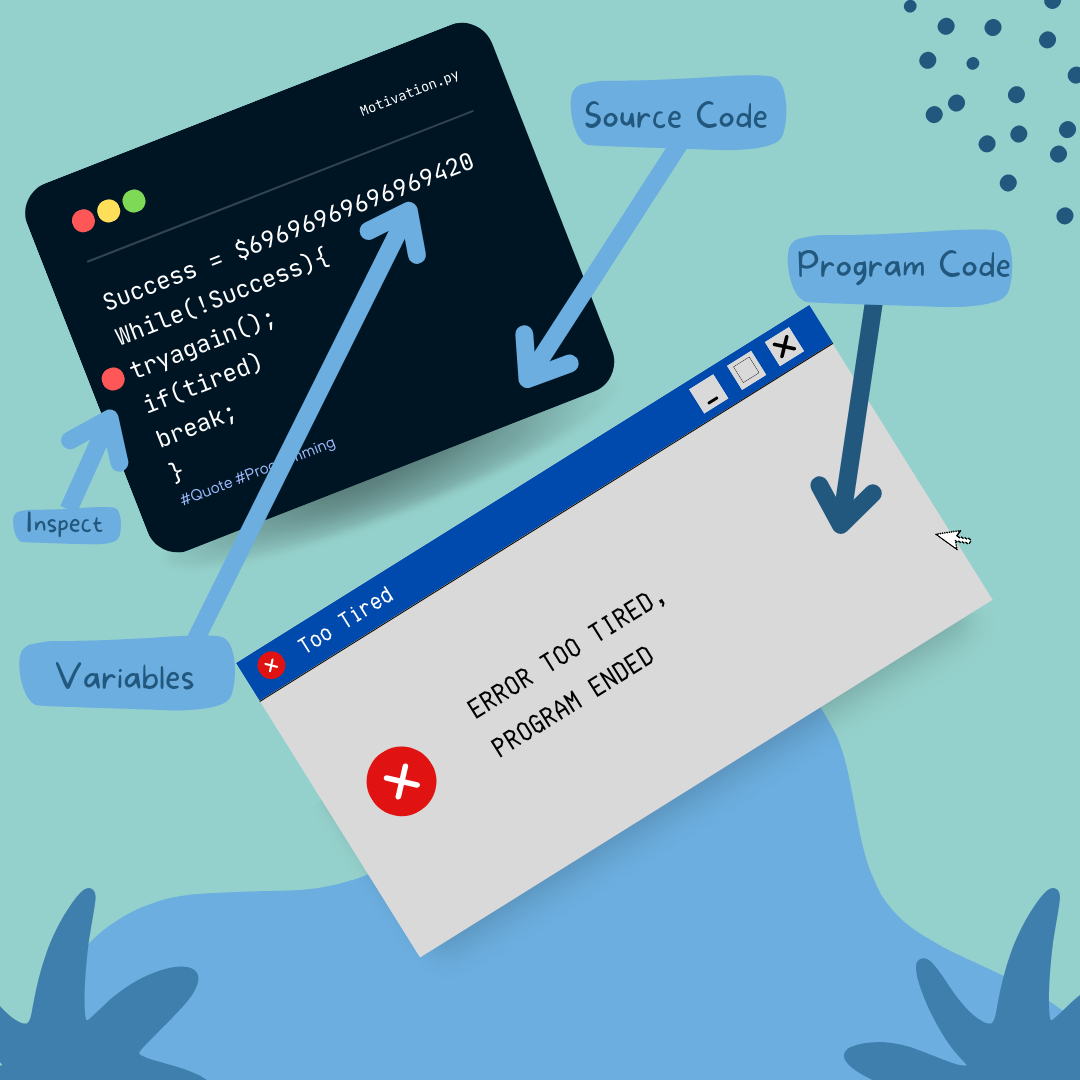 Motivation.py
Source Code
Success = $69696969696969420
While(!Success){
tryagain();
if(tired)
break;
}
#Quote #Programming
Program Code
Inspect
Variables
Too Tired
ERROR TOO TIRED,
PROGRAM ENDED